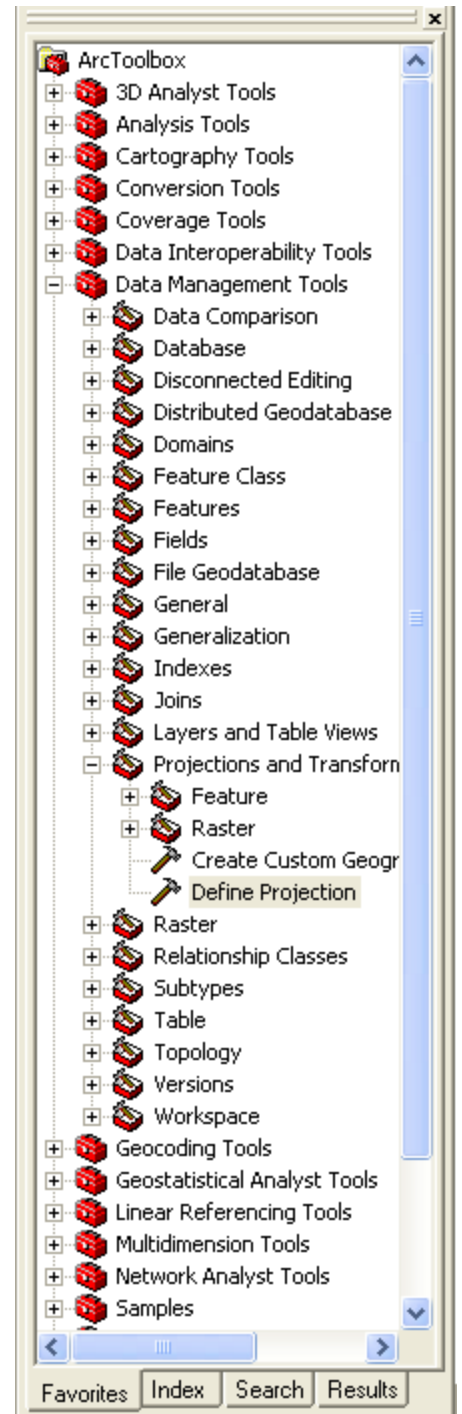 ArcToolbox
3D Analyst Tools
Analysis Tools
Cartography Tools
Conversion Tools
Coverage Tools
Data Interoperability Tools
Data Management Tools
Data Comparison
Database
Disconnected Editing
Distributed Geodatabase
Domains
Feature Class
Features
Fields
File Geodatabase
General
Generalization
Indexes
Joins
Layers and Table Views
Projections and Transforn
Feature
Raster
Create Custom Geogr
Define Projection
Raster
Relationship Classes
Subtypes
Table
Topology
Versions
Workspace
Geocoding Tools
Geostatistical Analyst Tools
Linear Referencing Tools
Multidimension Tools
Network Analyst Tools
Samples
Favorites Index Search Results